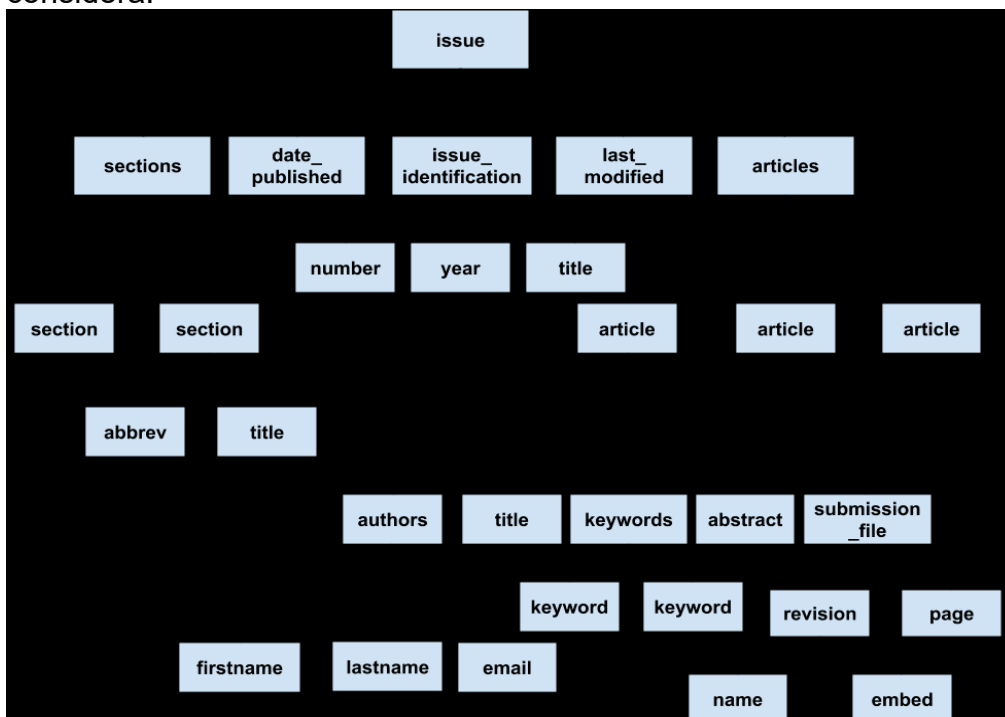 issue
sections
date_
published
issue_
identification
last_
modified
articles
number
year
title
section
section
article
article
article
abbrev
title
authors
title
keywords
abstract
submission
_file
keyword
keyword
revision
page
firstname
lastname
email
name
embed